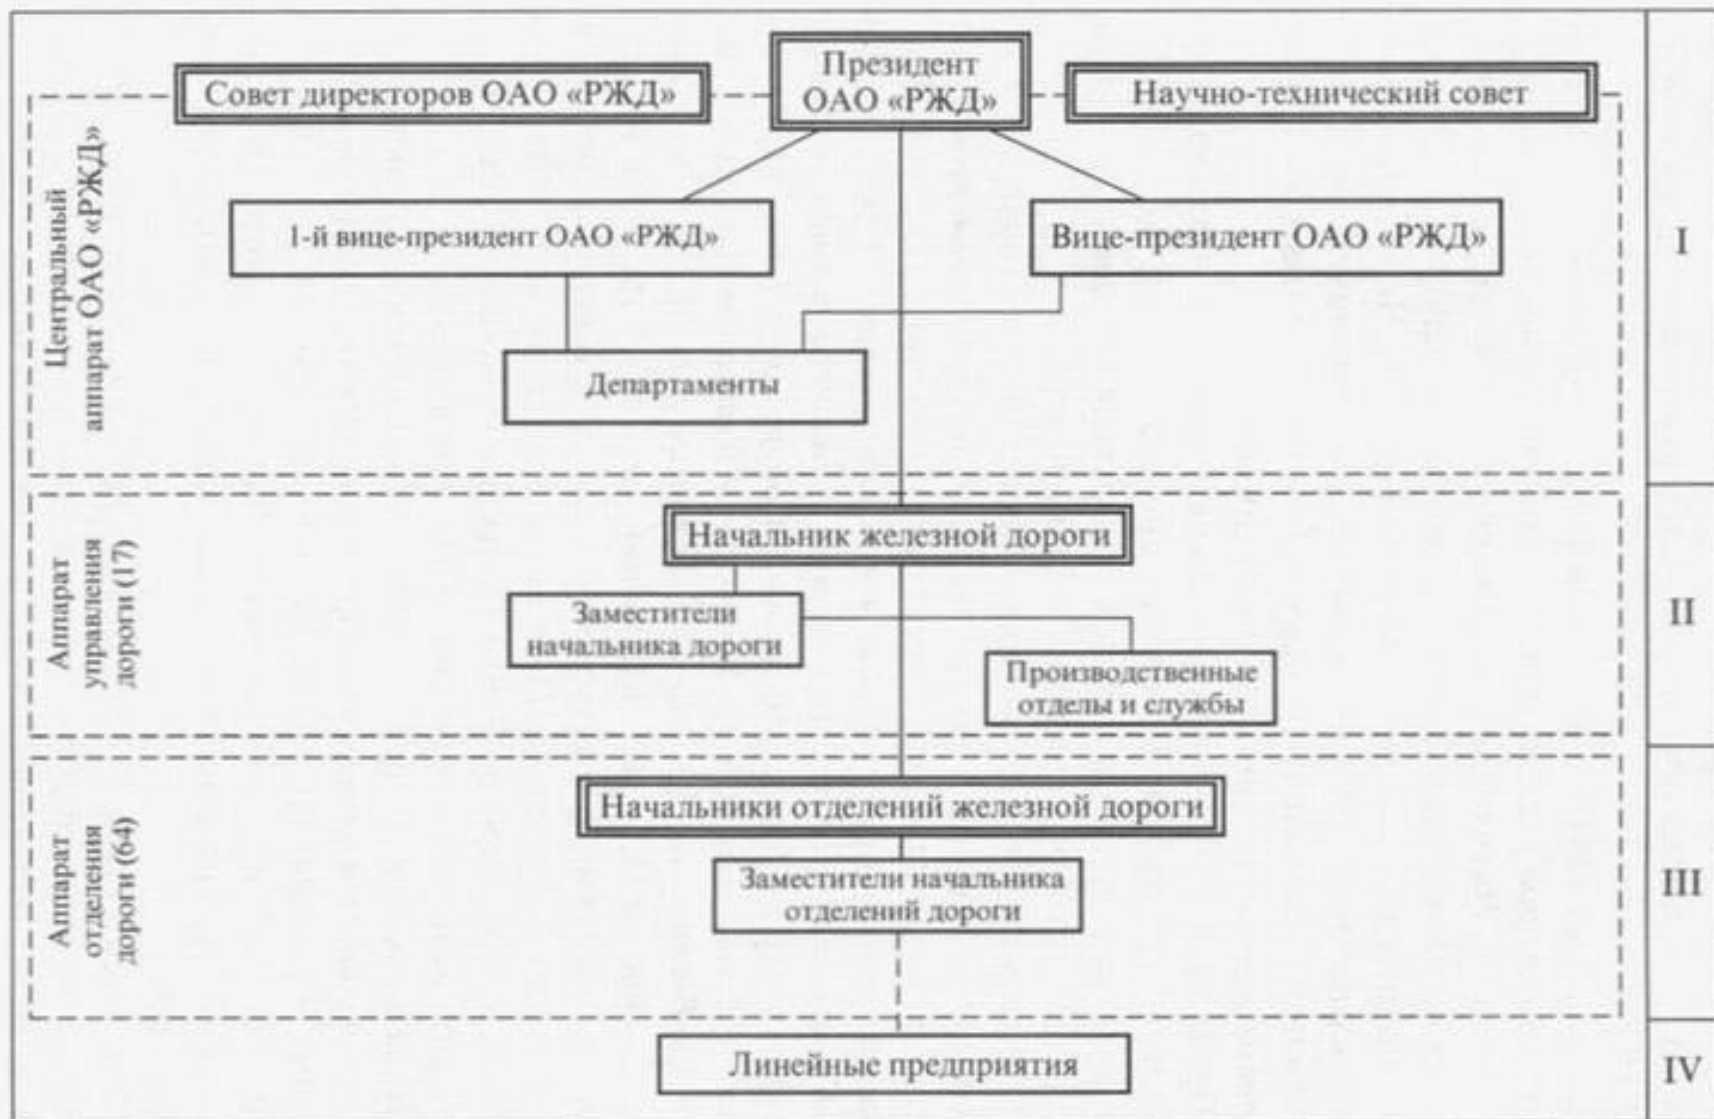 Совет директоров ОАО «РЖД»
Президент
ОАО «РЖД»
Научно-технический совет
Центральный
аппарат ОАО «РЖД»
1-й вице-президент ОАО «РЖД»
Вице-президент ОАО «РЖД»
I
Департаменты
Аппарат
управления
дороги (17)
Начальник железной дороги
Заместители
начальника дороги
II
Производственные
отделы и службы
Аппарат
отделения
дороги (64)
Начальники отделений железной дороги
Заместители начальника
отделений дороги
III
Линейные предприятия
IV